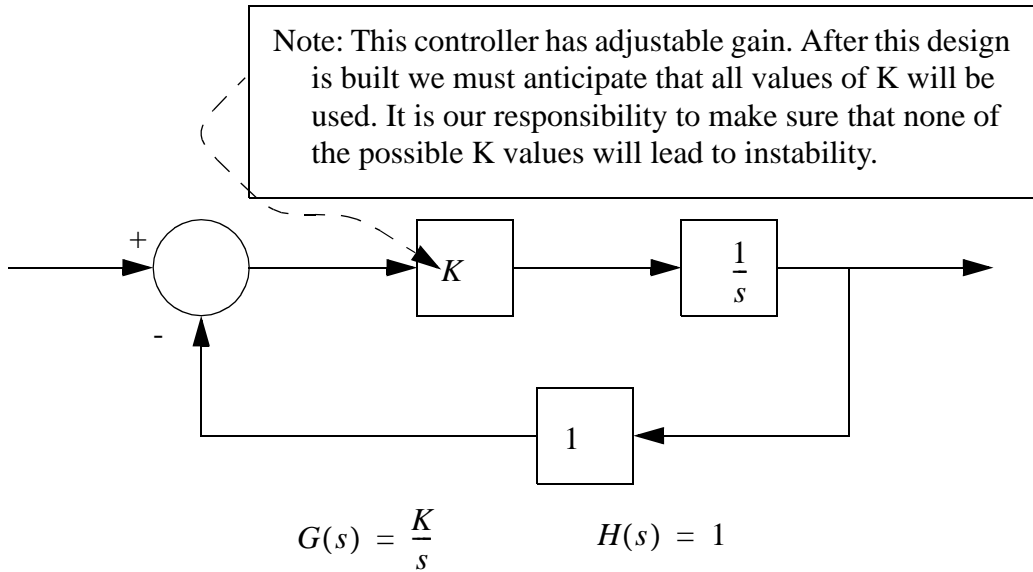 Note: This controller has adjustable gain. After this design
is built we must anticipate that all values of K will be
used. It is our responsibility to make sure that none of
the possible K values will lead to instability.
+
K
1
s
-
1
G(s) = K/s
H(s) = 1